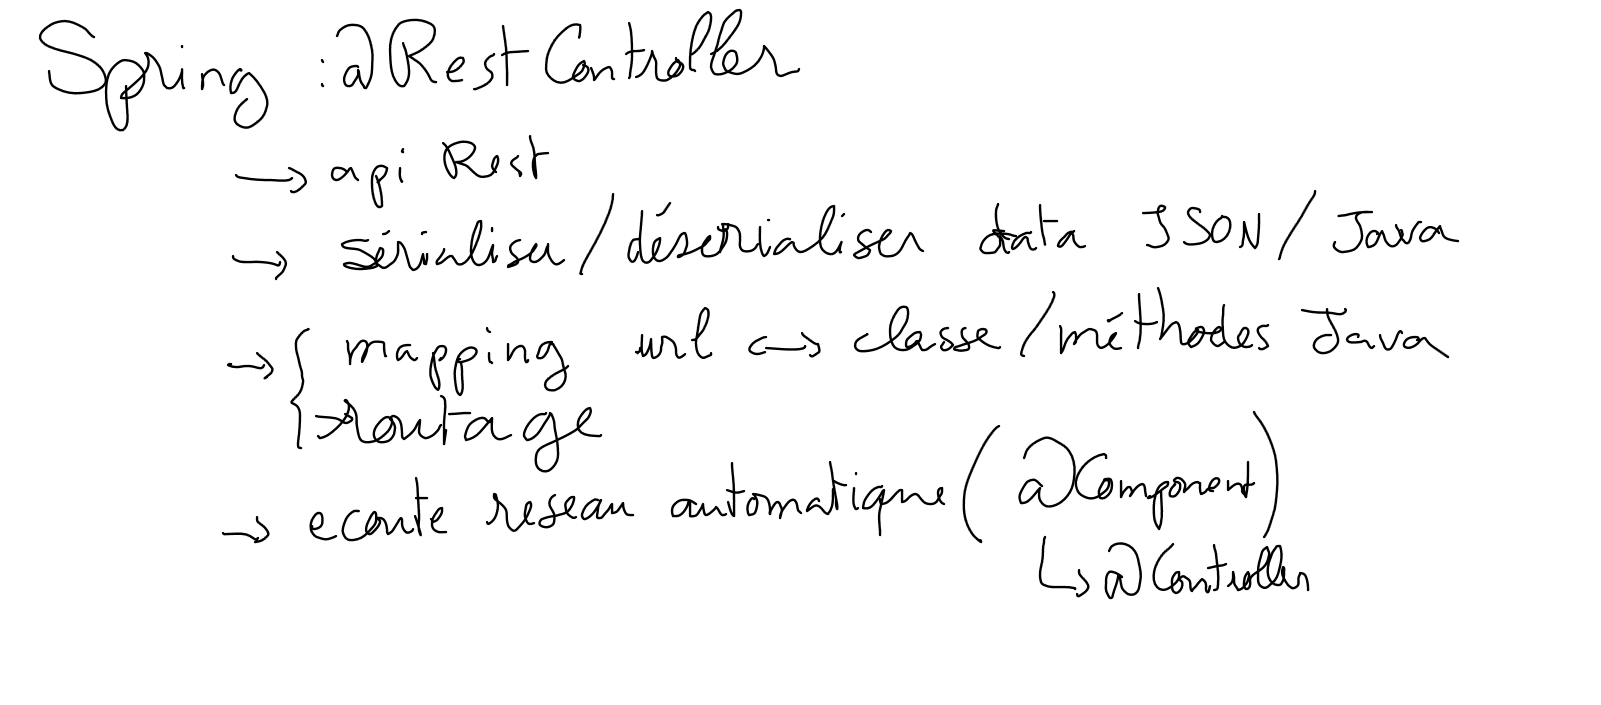 Spring : @RestController
→ api Rest
→ sérialiser / désérialiser data JSON / Java
→ { mapping url ↔ classe / méthodes Java
→ routage
→ ecoute reseau automatique ( @Component )
↳ @Controller